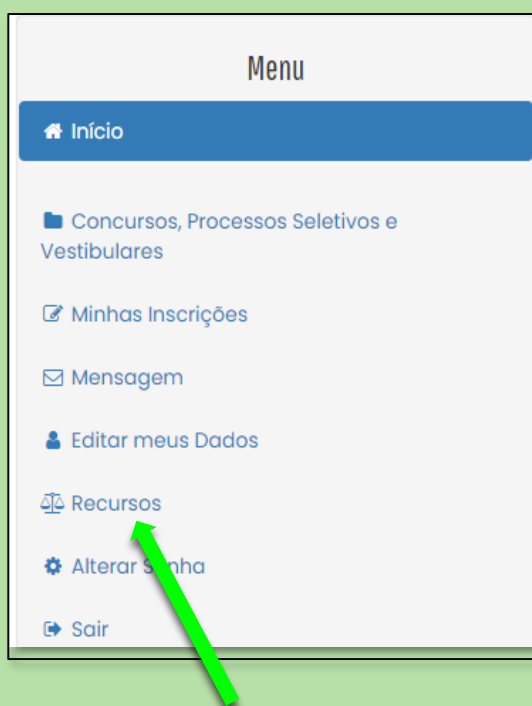 Menu
Início
Concursos, Processos Seletivos e
Vestibulares
Minhas Inscrições
Mensagem
Editar meus Dados
Recursos
Alterar Senha
Sair